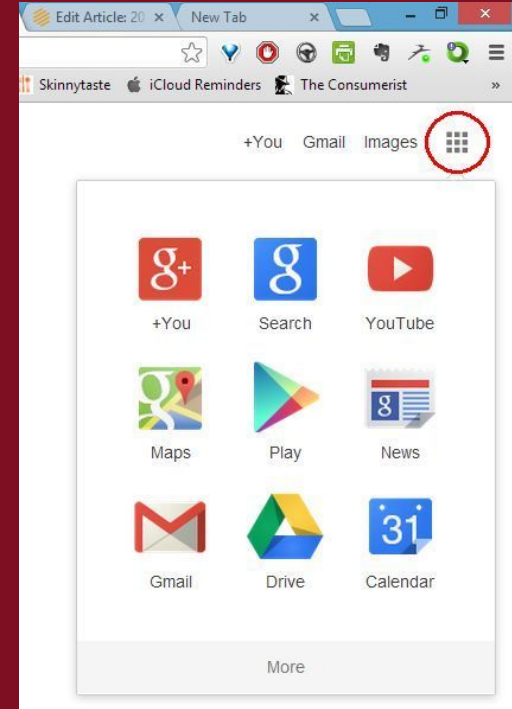 Edit Article: 20 New Tab
Skinnytaste iCloud Reminders The Consumerist »
+You Gmail Images
g+ g
+You Search YouTube
g g
Maps Play News
31
Gmail Drive Calendar
More